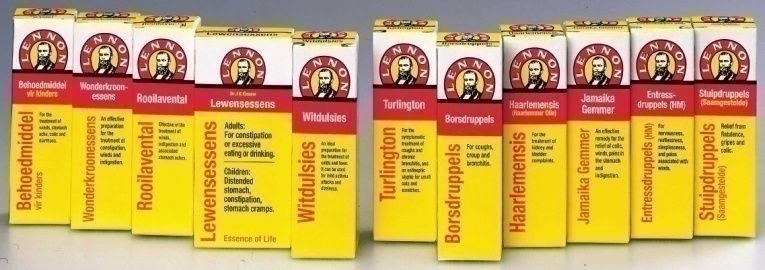 LENNON
Behoedmiddel
vir kinders
Behoedmiddel
vir kinders
For the
treatment of
winds, stomach
ache, colic and
diarrhoea.
LENNON
Wonderkroon-
essens
Wonderkroonessens
An effective
preparation
for the
treatment of
constipation,
winds and
indigestion.
LENNON
Rooilavental
Rooilavental
Effective in the
treatment of
winds,
indigestion and
associated
stomach aches.
LENNON
Lewensessens
Lewensessens
Adults:
For constipation
or excessive
eating or drinking.
Children:
Distended
stomach,
constipation,
stomach cramps.
Essence of Life
LENNON
Witdulsies
Witdulsies
An ideal
preparation for
the treatment of
colds and fever.
It can be used
for mild asthma
attacks and
dizziness.
LENNON
Turlington
Turlington
For the
symptomatic
treatment of
coughs and
chronic
bronchitis, and
an antiseptic
styptic for small
cuts and
scratches.
Borsdruppels
LENNON
Borsdruppels
Borsdruppels
For coughs,
croup and
bronchitis.
LENNON
Haarlemensis
(Haarlemmer Olie)
Haarlemensis
For the
treatment of
kidney and
bladder
complaints.
LENNON
Jamaika
Gemmer
Jamaika Gemmer
An effective
remedy for the
relief of colic,
winds, pains in
the stomach
and
indigestion.
LENNON
Entress-
druppels (HM)
Entressdruppels (HM)
For
nervousness,
restlessness,
sleeplessness,
and pains
associated with
winds.
LENNON
Stuipdruppels
(Saamgestelde)
Stuipdruppels
(Saamgestelde)
Relief from
flatulence,
gripes and
colic.